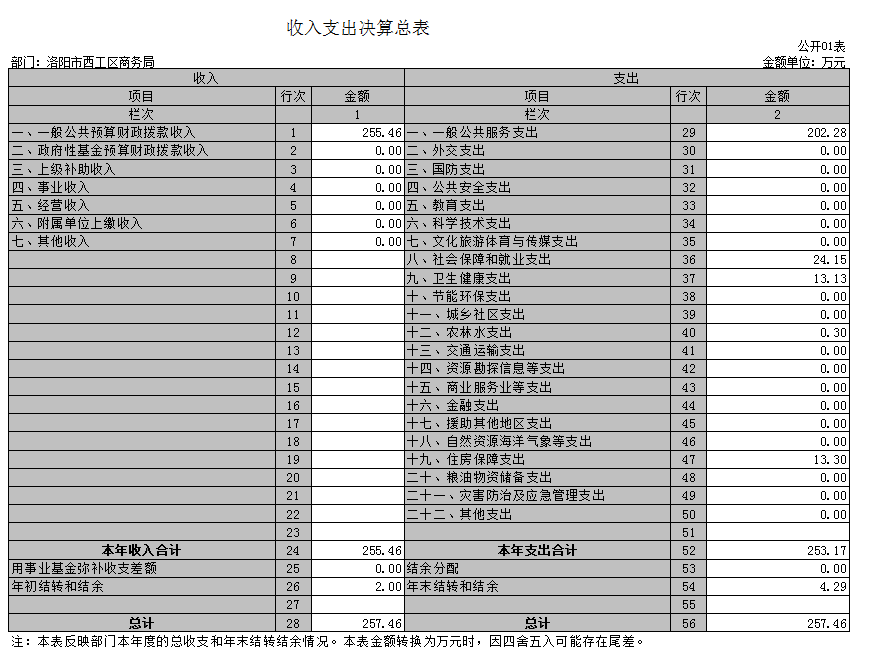 收入支出决算总表
公开01表
部门：洛阳市西工区商务局 金额单位：万元
收入 支出
项目 行次 金额 项目 行次 金额
栏次 1 栏次 2
一、一般公共预算财政拨款收入 1 255.46 一、一般公共服务支出 29 202.28
二、政府性基金预算财政拨款收入 2 0.00 二、外交支出 30 0.00
三、上级补助收入 3 0.00 三、国防支出 31 0.00
四、事业收入 4 0.00 四、公共安全支出 32 0.00
五、经营收入 5 0.00 五、教育支出 33 0.00
六、附属单位上缴收入 6 0.00 六、科学技术支出 34 0.00
七、其他收入 7 0.00 七、文化旅游体育与传媒支出 35 0.00
8 八、社会保障和就业支出 36 24.15
9 九、卫生健康支出 37 13.13
10 十、节能环保支出 38 0.00
11 十一、城乡社区支出 39 0.00
12 十二、农林水支出 40 0.30
13 十三、交通运输支出 41 0.00
14 十四、资源勘探信息等支出 42 0.00
15 十五、商业服务业等支出 43 0.00
16 十六、金融支出 44 0.00
17 十七、援助其他地区支出 45 0.00
18 十八、自然资源海洋气象等支出 46 0.00
19 十九、住房保障支出 47 13.30
20 二十、粮油物资储备支出 48 0.00
21 二十一、灾害防治及应急管理支出 49 0.00
22 二十二、其他支出 50 0.00
23 51
本年收入合计 24 255.46 本年支出合计 52 253.17
用事业基金弥补收支差额 25 0.00 结余分配 53 0.00
年初结转和结余 26 2.00 年末结转和结余 54 4.29
27 55
总计 28 257.46 总计 56 257.46
注：本表反映部门本年度的总收支和年末结转结余情况。本表金额转换为万元时，因四舍五入可能存在尾差。